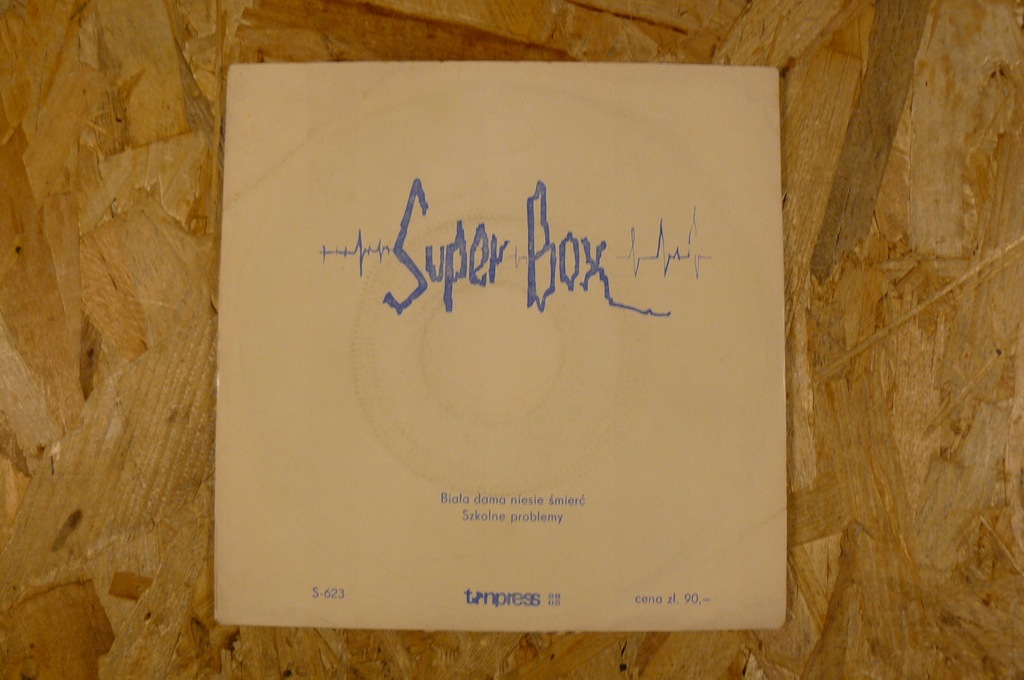 Super Box
Biała dama niesie śmierć
Szkolne problemy
S-623
tonpress
cena zł. 90,—